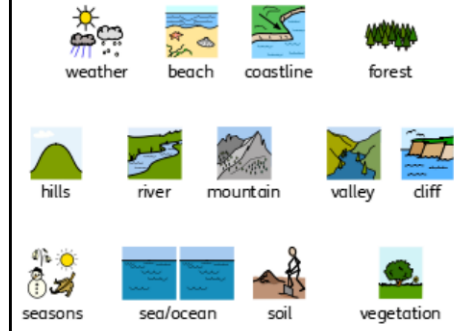 weather beach coastline forest
hills river mountain valley cliff
seasons sea/ocean soil vegetation